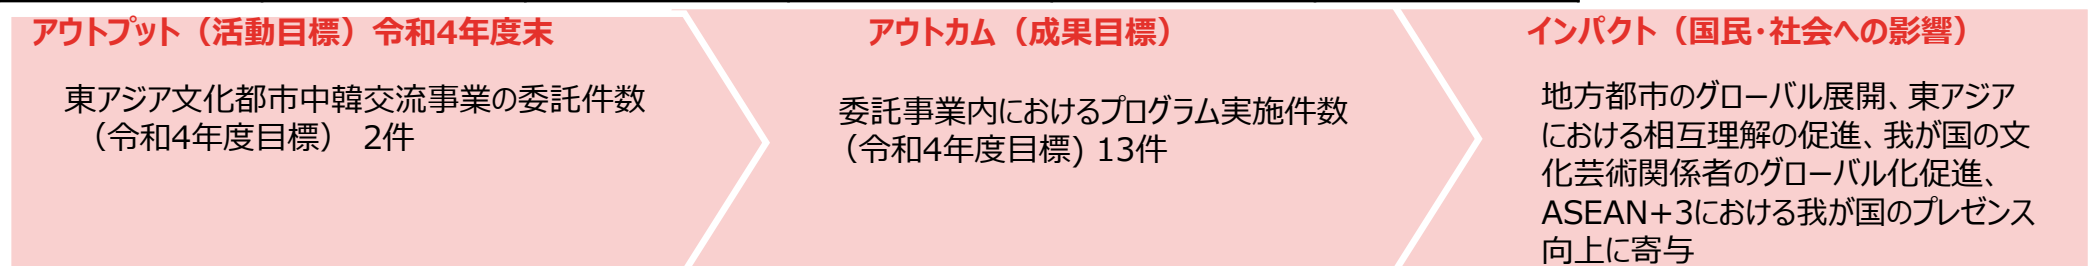 アウトプット（活動目標）令和4年度末
東アジア文化都市中韓交流事業の委託件数
（令和4年度目標） 2件
アウトカム（成果目標）
委託事業内におけるプログラム実施件数
（令和4年度目標) 13件
インパクト（国民・社会への影響）
地方都市のグローバル展開、東アジア
における相互理解の促進、我が国の文
化芸術関係者のグローバル化促進、
ASEAN+3における我が国のプレゼンス
向上に寄与